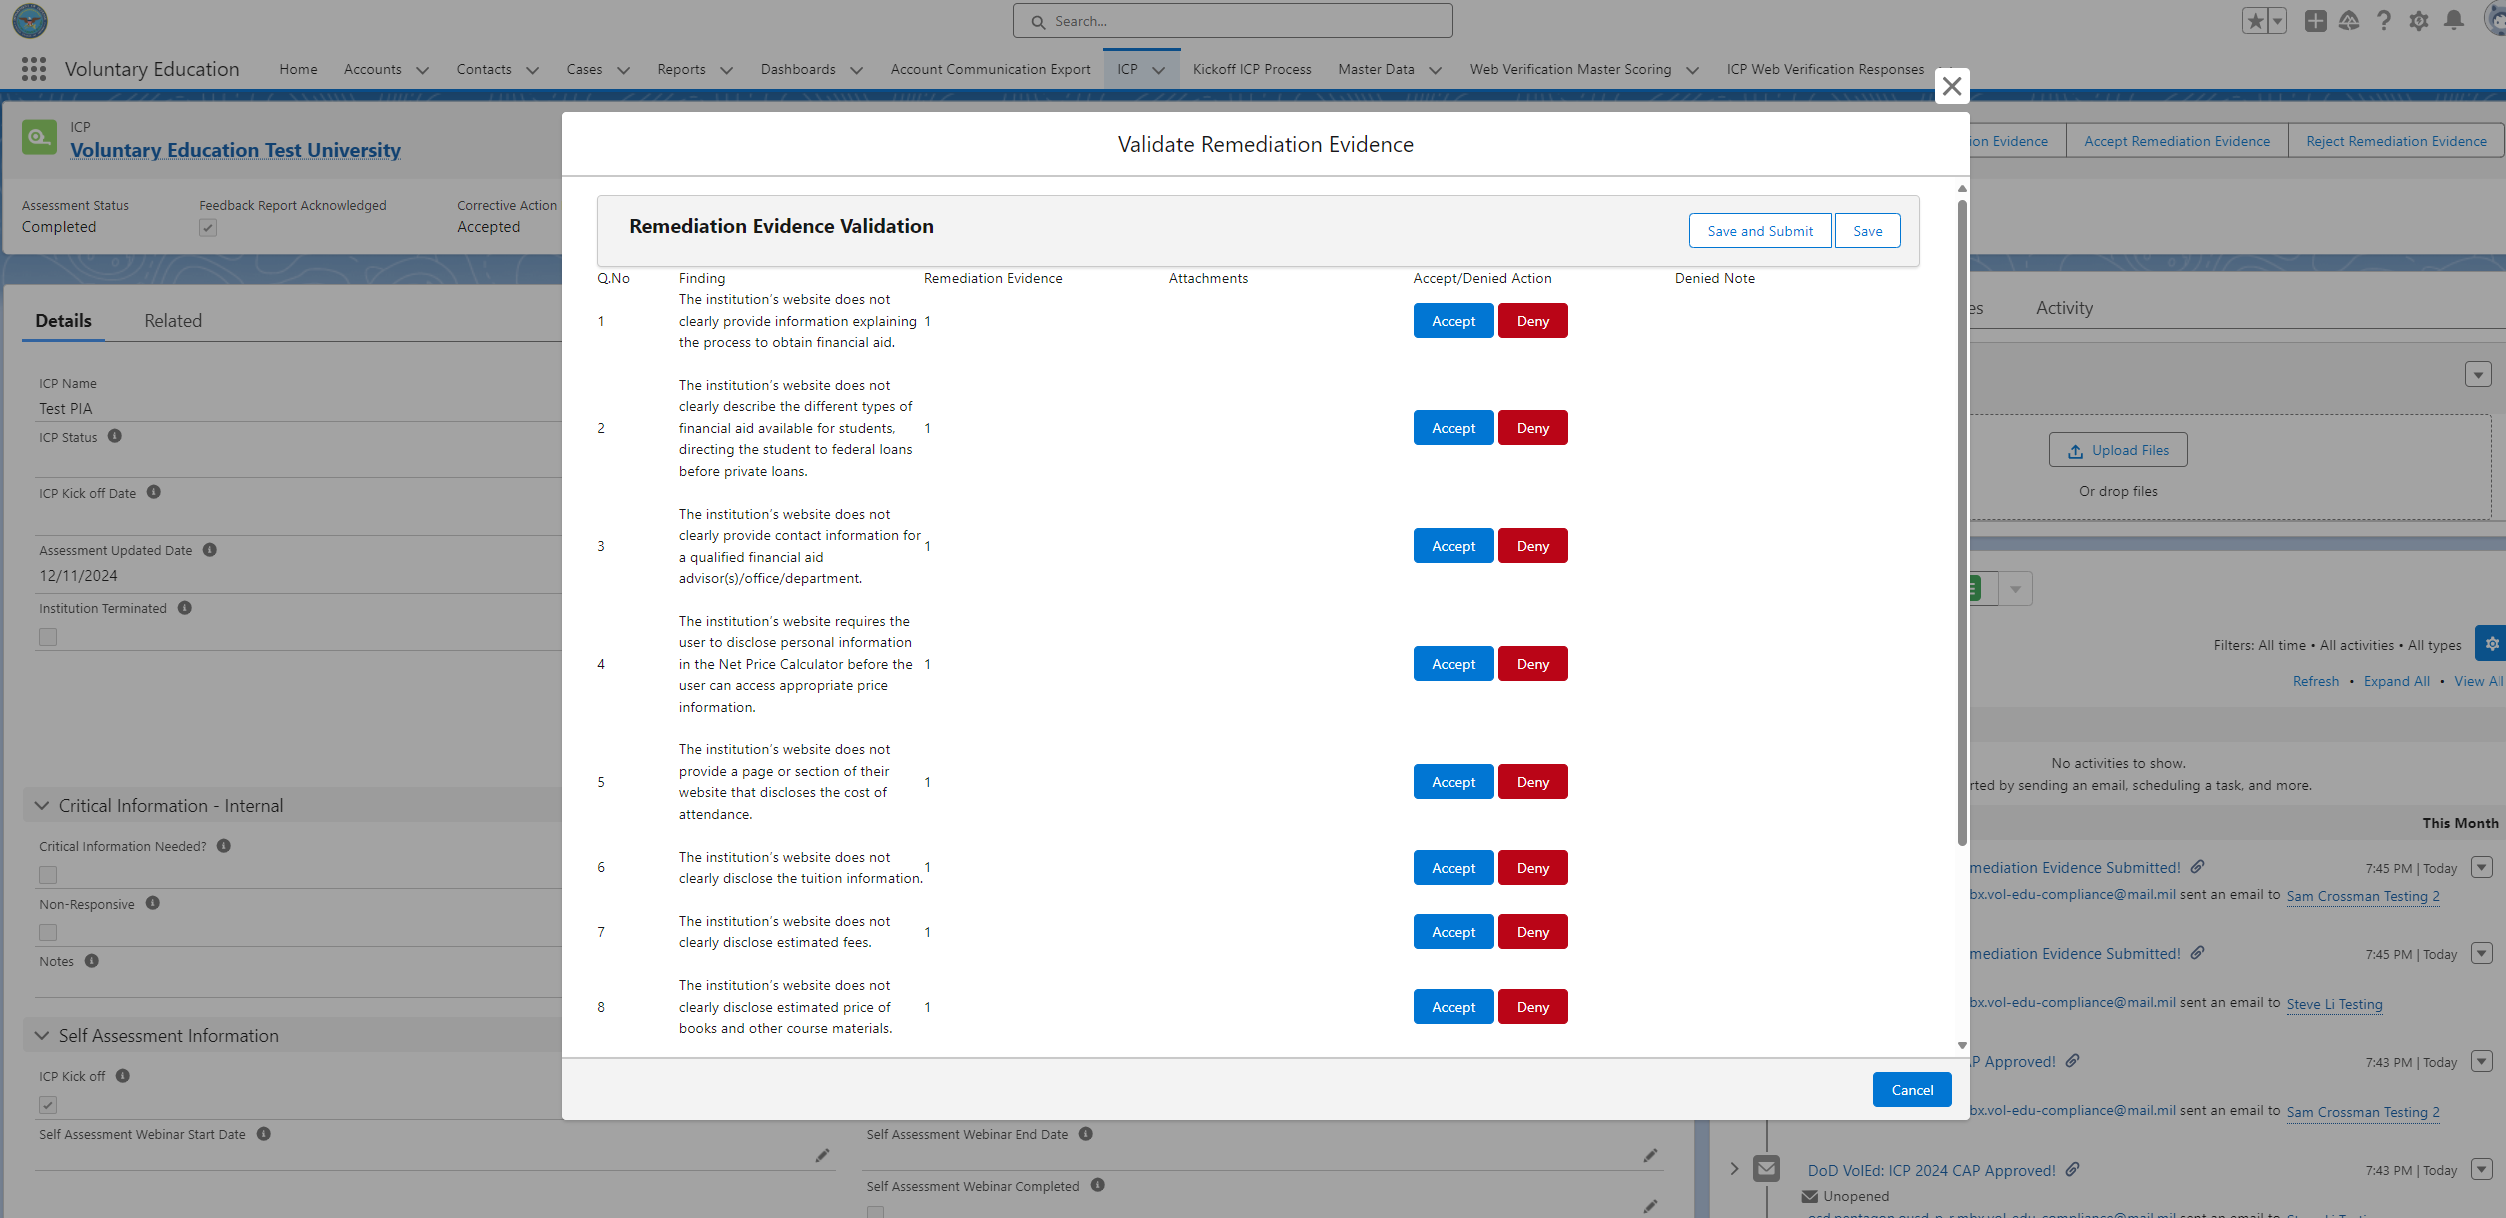 Search...
Voluntary Education
Home
Accounts
Contacts
Cases
Reports
Dashboards
Account Communication Export
ICP
Kickoff ICP Process
Master Data
Web Verification Master Scoring
ICP Web Verification Responses
ICP
Voluntary Education Test University
ion Evidence
Accept Remediation Evidence
Reject Remediation Evidence
Assessment Status
Completed
Feedback Report Acknowledged
Corrective Action
Accepted
Details
Related
ICP Name
Test PIA
ICP Status
ICP Kick off Date
Assessment Updated Date
12/11/2024
Institution Terminated
Critical Information - Internal
Critical Information Needed?
Non-Responsive
Notes
Self Assessment Information
ICP Kick off
Self Assessment Webinar Start Date
Self Assessment Webinar End Date
Self Assessment Webinar Completed
Validate Remediation Evidence
Remediation Evidence Validation
Save and Submit
Save
Q.No
Finding
Remediation Evidence
Attachments
Accept/Denied Action
Denied Note
1
The institution's website does not
clearly provide information explaining
the process to obtain financial aid.
1
Accept
Deny
2
The institution's website does not
clearly describe the different types of
financial aid available for students,
directing the student to federal loans
before private loans.
1
Accept
Deny
3
The institution's website does not
clearly provide contact information for
a qualified financial aid
advisor(s)/office/department.
1
Accept
Deny
4
The institution's website requires the
user to disclose personal information
in the Net Price Calculator before the
user can access appropriate price
information.
1
Accept
Deny
5
The institution's website does not
provide a page or section of their
website that discloses the cost of
attendance.
1
Accept
Deny
6
The institution's website does not
clearly disclose the tuition information.
1
Accept
Deny
7
The institution's website does not
clearly disclose estimated fees.
1
Accept
Deny
8
The institution's website does not
clearly disclose estimated price of
books and other course materials.
1
Accept
Deny
Cancel
es
Activity
Upload Files
Or drop files
Filters: All time • All activities • All types
Refresh • Expand All • View All
No activities to show.
rted by sending an email, scheduling a task, and more.
This Month
mediation Evidence Submitted!
7:45 PM | Today
bx.vol-edu-compliance@mail.mil sent an email to Sam Crossman Testing 2
mediation Evidence Submitted!
7:45 PM | Today
bx.vol-edu-compliance@mail.mil sent an email to Steve Li Testing
P Approved!
7:43 PM | Today
bx.vol-edu-compliance@mail.mil sent an email to Sam Crossman Testing 2
DoD VolEd: ICP 2024 CAP Approved!
7:43 PM | Today
Unopened